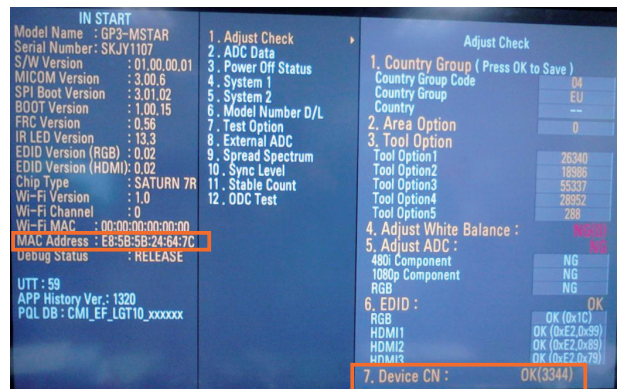 IN START
Model Name : GP3-MSTAR
Serial Number : SKJY1107
S/W Version : 01.00.00.01
MICOM Version : 3.00.6
SPI Boot Version : 3.01.02
BOOT Version : 1.00.15
FRC Version : 0.56
IR LED Version : 13.3
EDID Version (RGB) : 0.02
EDID Version (HDMI): 0.02
Chip Type : SATURN 7R
Wi-Fi Version : 1.0
Wi-Fi Channel : 0
Wi-Fi MAC : 00:00:00:00:00:00
MAC Address : E8:5B:5B:24:64:7C
Debug Status : RELEASE
UTT : 59
APP History Ver.: 1320
PQL DB : CMI_EF_LGT10_xxxxxx
1 . Adjust Check
2 . ADC Data
3 . Power Off Status
4 . System 1
5 . System 2
6 . Model Number D/L
7 . Test Option
8 . External ADC
9 . Spread Spectrum
10 . Sync Level
11 . Stable Count
12 . ODC Test
Adjust Check
1. Country Group ( Press OK to Save )
Country Group Code 04
Country Group EU
Country --
2. Area Option 0
3. Tool Option
Tool Option1 26340
Tool Option2 18986
Tool Option3 55337
Tool Option4 28952
Tool Option5 288
4. Adjust White Balance : NG(0)
5. Adjust ADC : NG
480i Component NG
1080p Component NG
RGB NG
6. EDID : OK
RGB OK (0x1C)
HDMI1 OK (0xE2,0x99)
HDMI2 OK (0xE2,0x89)
HDMI3 OK (0xE2,0x79)
7. Device CN : OK(3344)